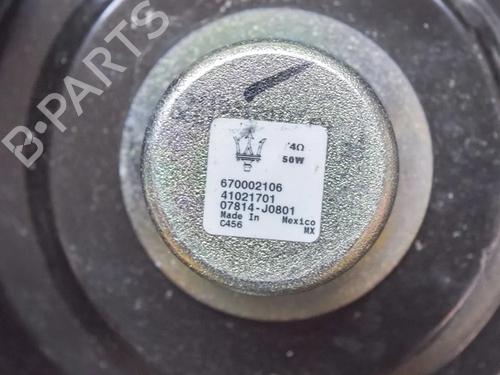 B-PARTS
4Ω
50W
670002106
41021701
07814-J0801
Made In Mexico
C456 MX